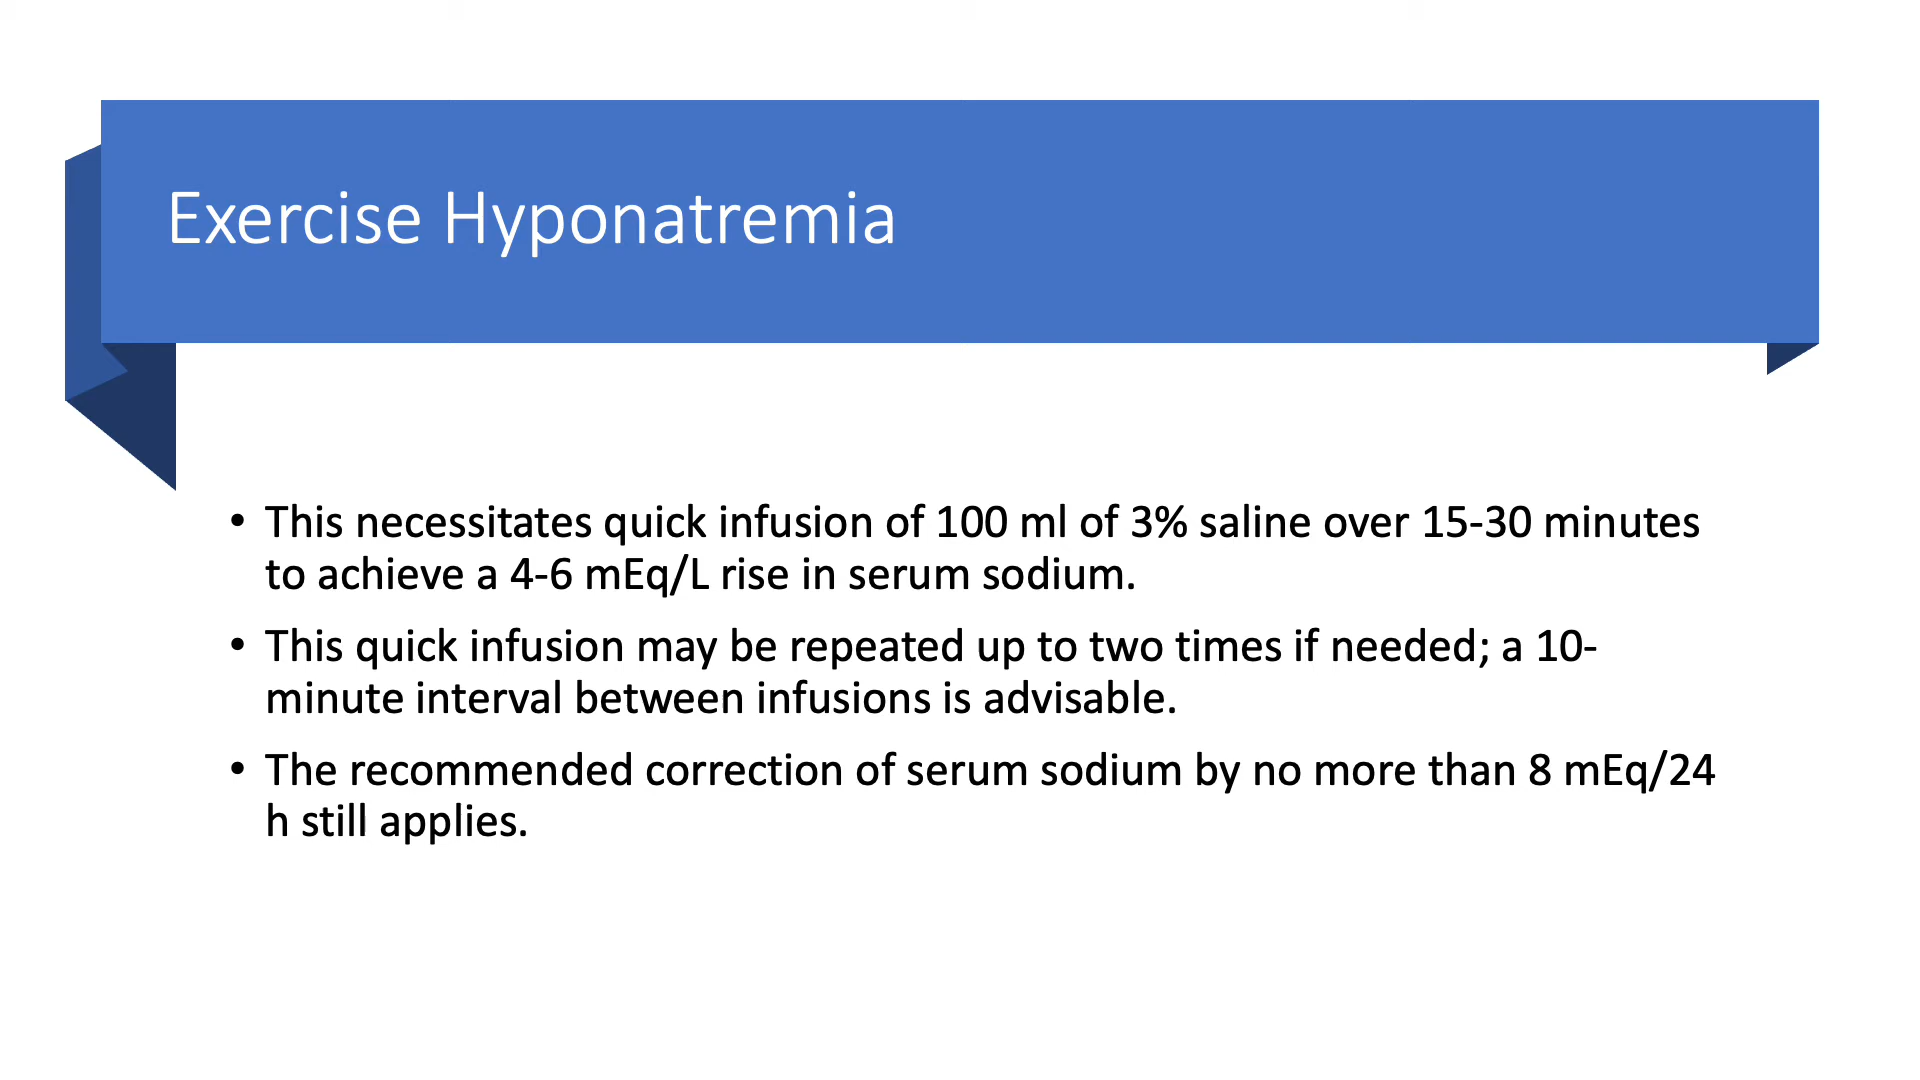 Exercise Hyponatremia
• This necessitates quick infusion of 100 ml of 3% saline over 15-30 minutes
to achieve a 4-6 mEq/L rise in serum sodium.
• This quick infusion may be repeated up to two times if needed; a 10-
minute interval between infusions is advisable.
• The recommended correction of serum sodium by no more than 8 mEq/24
h still applies.